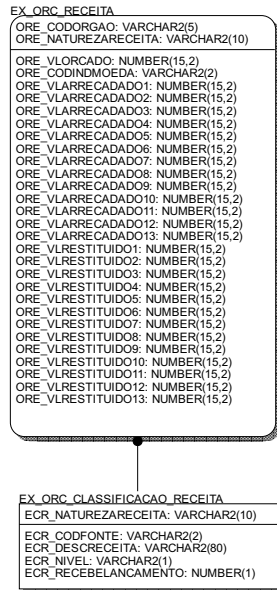 EX_ORC_RECEITA
ORE_CODORGAO: VARCHAR2(5)
ORE_NATUREZARECEITA: VARCHAR2(10)
ORE_VLORCADO: NUMBER(15,2)
ORE_CODINDMOEDA: VARCHAR2(2)
ORE_VLARRECADADO1: NUMBER(15,2)
ORE_VLARRECADADO2: NUMBER(15,2)
ORE_VLARRECADADO3: NUMBER(15,2)
ORE_VLARRECADADO4: NUMBER(15,2)
ORE_VLARRECADADO5: NUMBER(15,2)
ORE_VLARRECADADO6: NUMBER(15,2)
ORE_VLARRECADADO7: NUMBER(15,2)
ORE_VLARRECADADO8: NUMBER(15,2)
ORE_VLARRECADADO9: NUMBER(15,2)
ORE_VLARRECADADO10: NUMBER(15,2)
ORE_VLARRECADADO11: NUMBER(15,2)
ORE_VLARRECADADO12: NUMBER(15,2)
ORE_VLARRECADADO13: NUMBER(15,2)
ORE_VLRESTITUIDO1: NUMBER(15,2)
ORE_VLRESTITUIDO2: NUMBER(15,2)
ORE_VLRESTITUIDO3: NUMBER(15,2)
ORE_VLRESTITUIDO4: NUMBER(15,2)
ORE_VLRESTITUIDO5: NUMBER(15,2)
ORE_VLRESTITUIDO6: NUMBER(15,2)
ORE_VLRESTITUIDO7: NUMBER(15,2)
ORE_VLRESTITUIDO8: NUMBER(15,2)
ORE_VLRESTITUIDO9: NUMBER(15,2)
ORE_VLRESTITUIDO10: NUMBER(15,2)
ORE_VLRESTITUIDO11: NUMBER(15,2)
ORE_VLRESTITUIDO12: NUMBER(15,2)
ORE_VLRESTITUIDO13: NUMBER(15,2)
EX_ORC_CLASSIFICACAO_RECEITA
ECR_NATUREZARECEITA: VARCHAR2(10)
ECR_CODFONTE: VARCHAR2(2)
ECR_DESCRECEITA: VARCHAR2(80)
ECR_NIVEL: VARCHAR2(1)
ECR_RECEBELANCAMENTO: NUMBER(1)